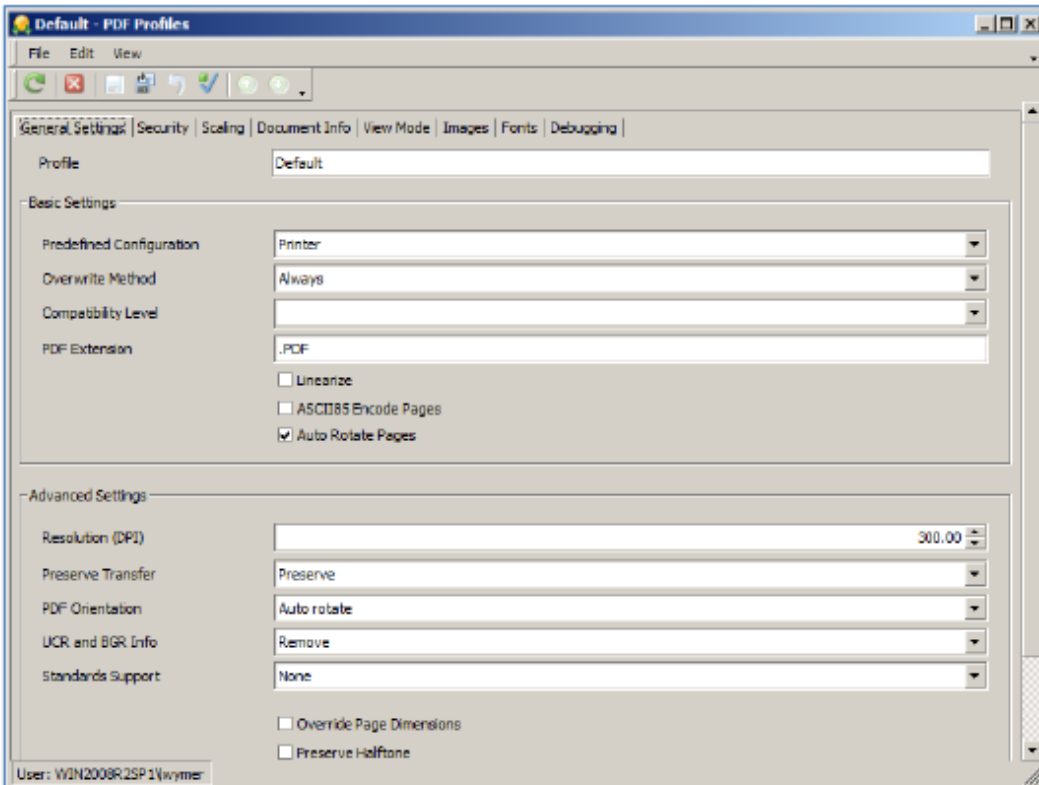 Default - PDF Profiles
File Edit View
General Settings Security Scaling Document Info View Mode Images Fonts Debugging
Profile Default
Basic Settings
Predefined Configuration Printer
Overwrite Method Always
Compatibility Level
PDF Extension .PDF
Linearize
ASCII85 Encode Pages
Auto Rotate Pages
Advanced Settings
Resolution (DPI) 300.00
Preserve Transfer Preserve
PDF Orientation Auto rotate
UCR and BGR Info Remove
Standards Support None
Override Page Dimensions
Preserve Halftone
User: WIN2008R2SP1\jwymer